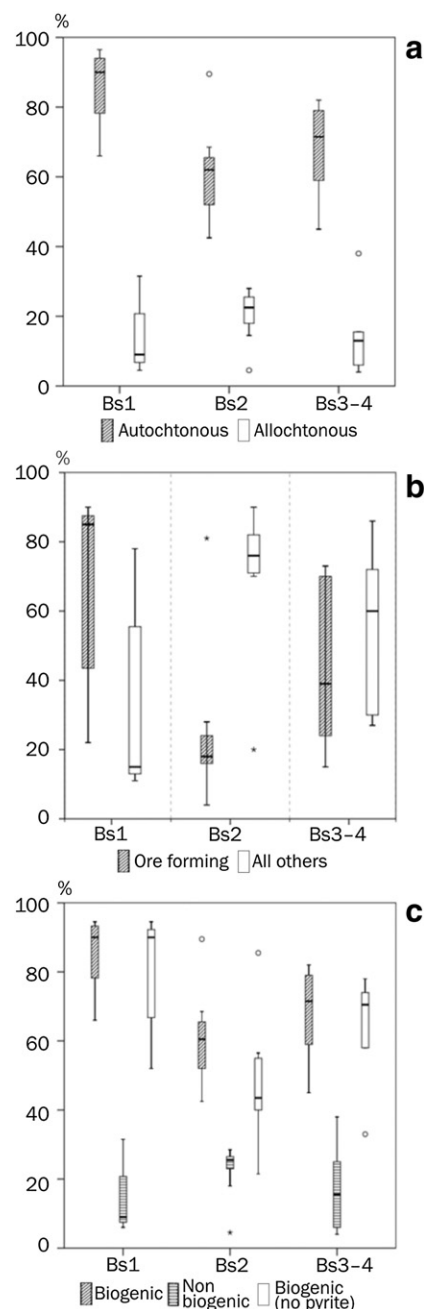 %
a
100
80
60
40
20
0
Bs1 Bs2 Bs3–4
Autochtonous Allochtonous
%
b
100
80
60
40
20
0
Bs1 Bs2 Bs3–4
Ore forming All others
%
c
100
80
60
40
20
0
Bs1 Bs2 Bs3–4
Biogenic Non biogenic Biogenic (no pyrite)